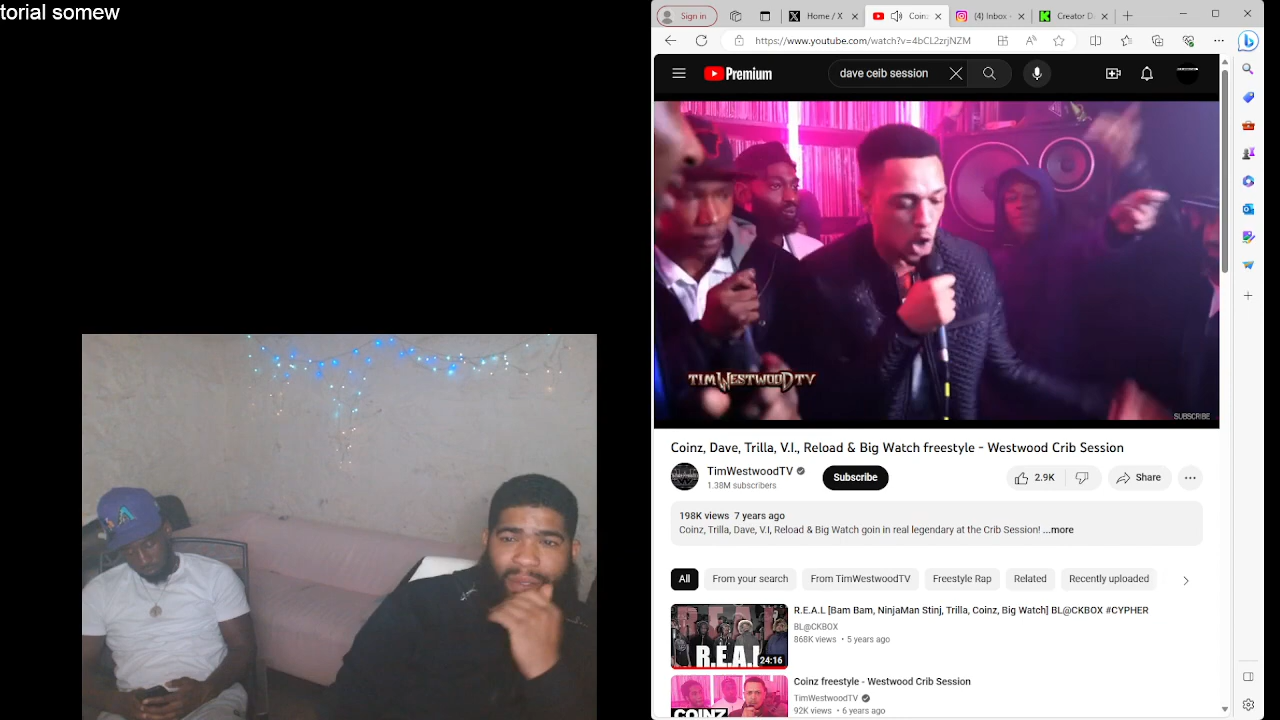 torial somew
Sign in
Home / X
Coin:
(4) Inbox
Creator D
https://www.youtube.com/watch?v=4bCL2zrjNZM
Premium
dave ceib session
TIMWESTWOODTV
SUBSCRIBE
Coinz, Dave, Trilla, V.I., Reload & Big Watch freestyle - Westwood Crib Session
TimWestwoodTV
1.38M subscribers
Subscribe
2.9K
Share
198K views 7 years ago
Coinz, Trilla, Dave, V.I, Reload & Big Watch goin in real legendary at the Crib Session! ...more
All
From your search
From TimWestwoodTV
Freestyle Rap
Related
Recently uploaded
R.E.A.L [Bam Bam, NinjaMan Stinj, Trilla, Coinz, Big Watch] BL@CKBOX #CYPHER
BL@CKBOX
868K views • 5 years ago
R.E.A.L
24:16
Coinz freestyle - Westwood Crib Session
TimWestwoodTV
92K views • 6 years ago
COINZ